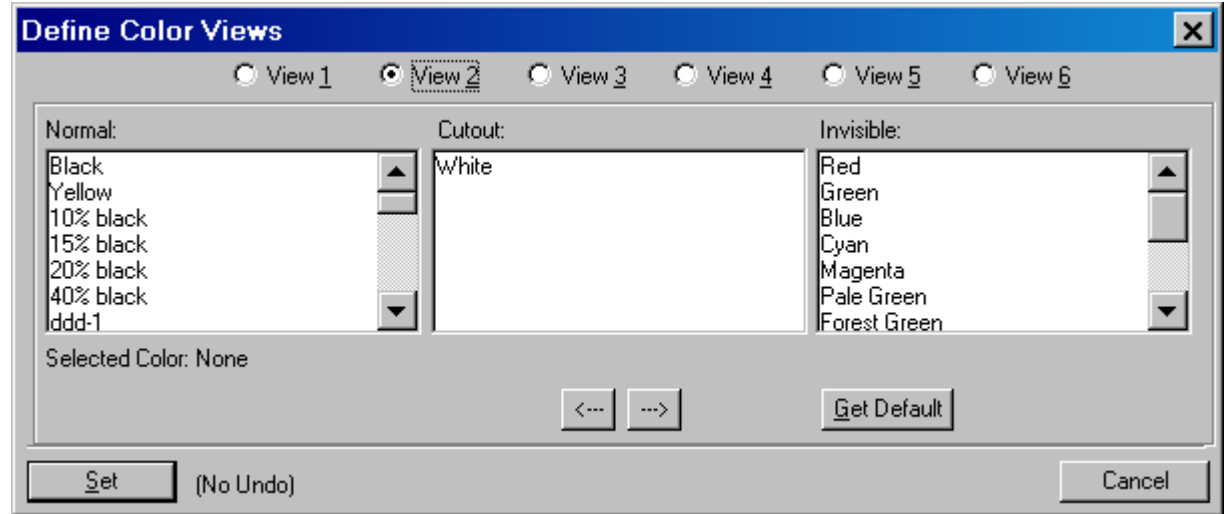 Define Color Views
View 1 View 2 View 3 View 4 View 5 View 6
Normal: Cutout: Invisible:
Black White Red
Yellow Green
10% black Blue
15% black Cyan
20% black Magenta
40% black Pale Green
ddd-1 Forest Green
Selected Color: None
<--- ---> Get Default
Set (No Undo) Cancel